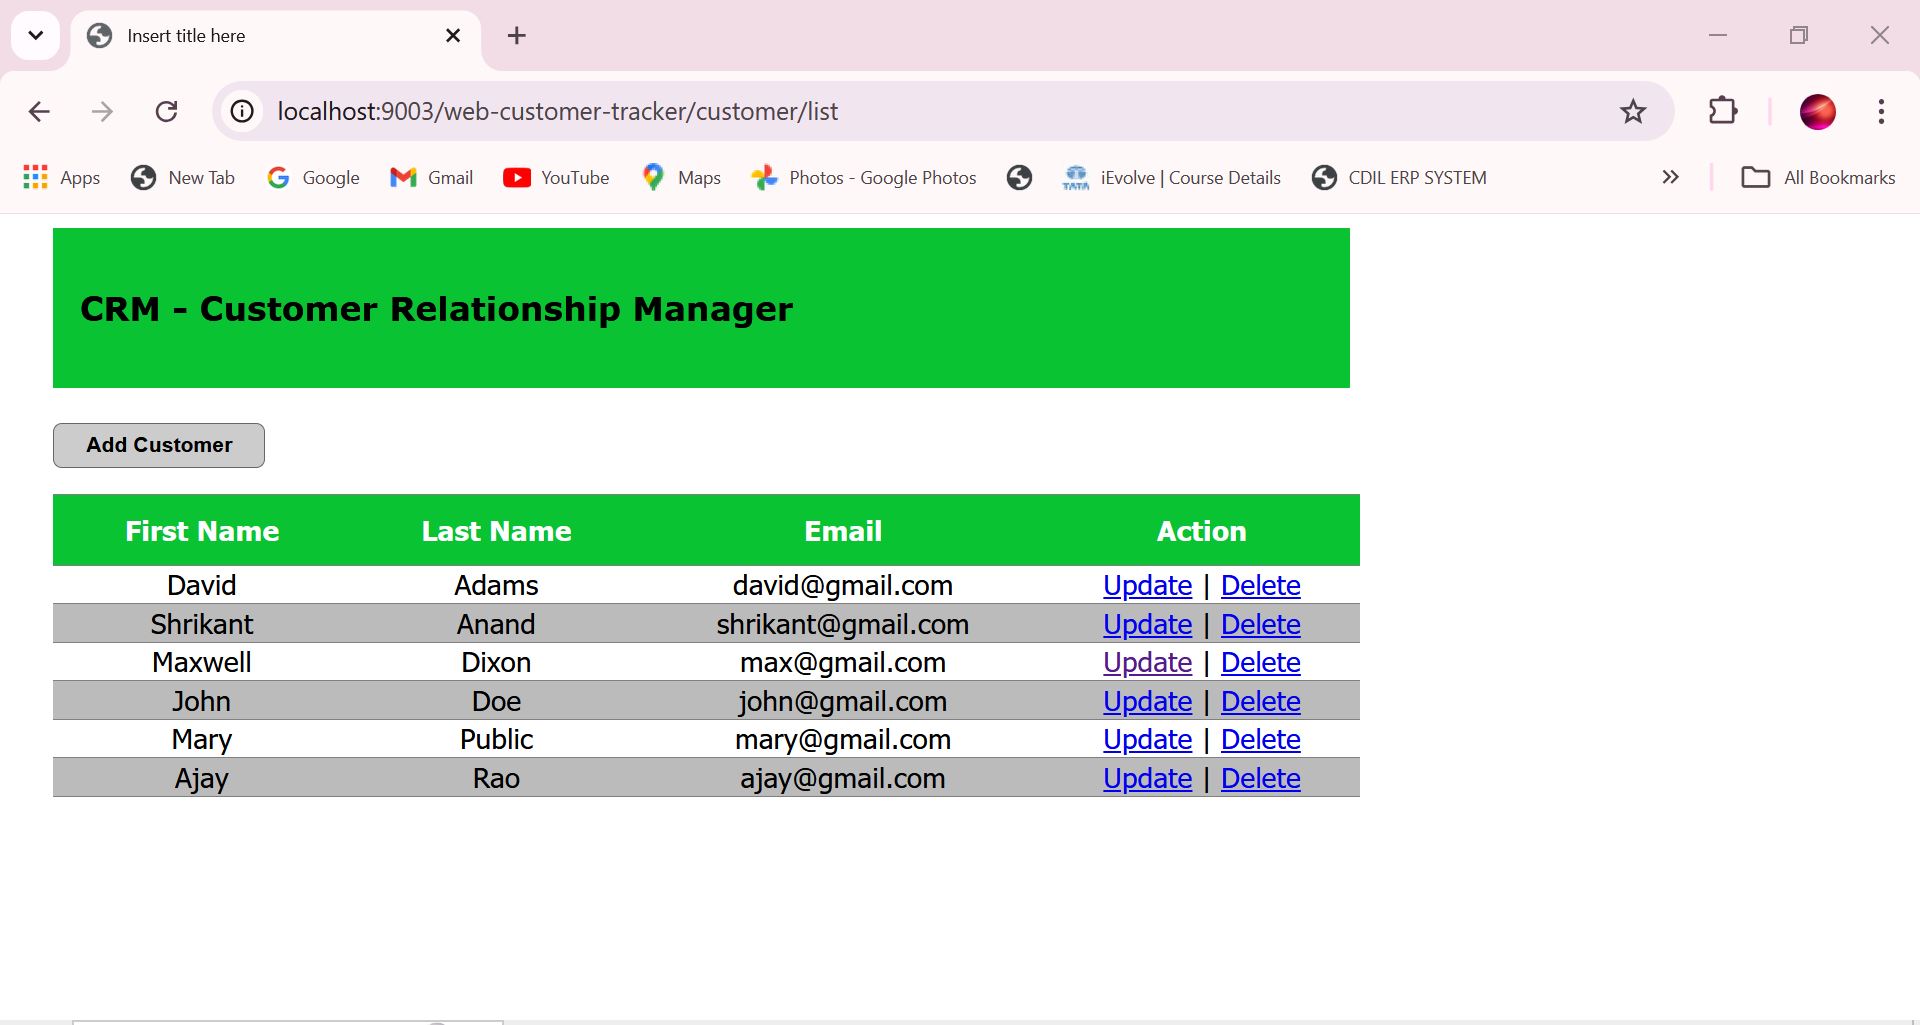 Insert title here
localhost:9003/web-customer-tracker/customer/list
Apps New Tab Google Gmail YouTube Maps Photos - Google Photos TATA iEvolve | Course Details CDIL ERP SYSTEM » All Bookmarks
CRM - Customer Relationship Manager
Add Customer
First Name Last Name Email Action
David Adams david@gmail.com Update | Delete
Shrikant Anand shrikant@gmail.com Update | Delete
Maxwell Dixon max@gmail.com Update | Delete
John Doe john@gmail.com Update | Delete
Mary Public mary@gmail.com Update | Delete
Ajay Rao ajay@gmail.com Update | Delete